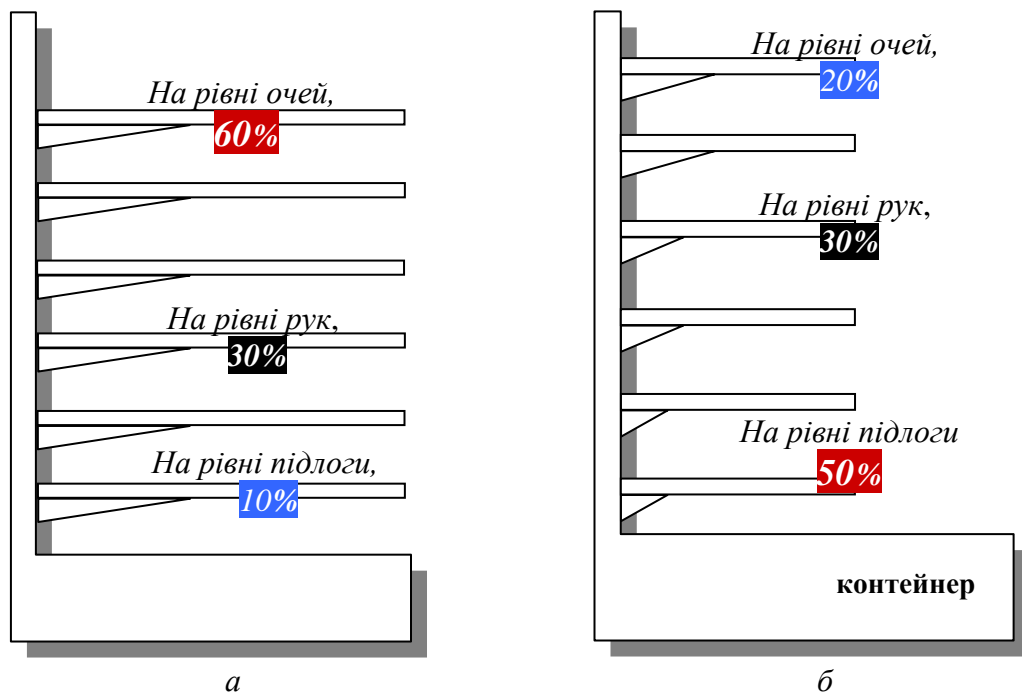 На рівні очей,
60%
На рівні рук,
30%
На рівні підлоги,
10%
а
На рівні очей,
20%
На рівні рук,
30%
На рівні підлоги
50%
контейнер
б